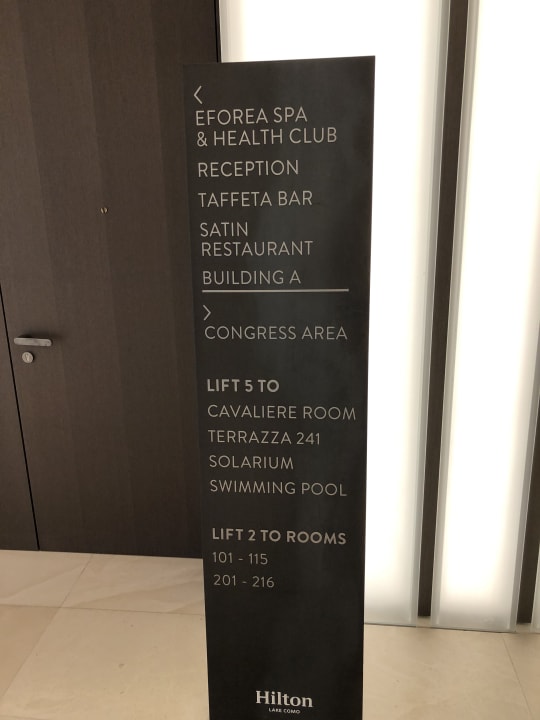 <
EFOREA SPA
& HEALTH CLUB
RECEPTION
TAFFETA BAR
SATIN
RESTAURANT
BUILDING A
>
CONGRESS AREA
LIFT 5 TO
CAVALIERE ROOM
TERRAZZA 241
SOLARIUM
SWIMMING POOL
LIFT 2 TO ROOMS
101 - 115
201 - 216
Hilton
LAKE COMO